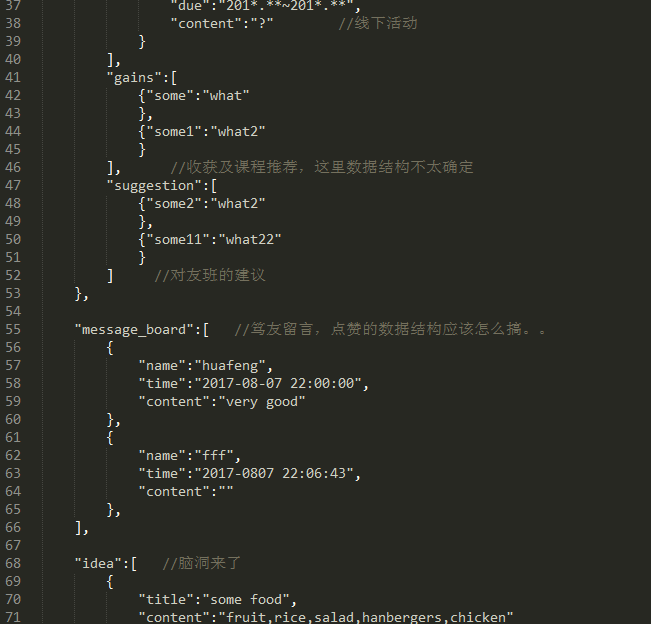 37 "due":"201*.**~201*.**",
38 "content":"?" //线下活动
39 }
40 ],
41 "gains":[
42 {"some":"what"
43 },
44 {"some1":"what2"
45 }
46 ], //收获及课程推荐，这里数据结构不太确定
47 "suggestion":[
48 {"some2":"what2"
49 },
50 {"some11":"what22"
51 }
52 ] //对友班的建议
53 },
54
55 "message_board":[ //笃友留言，点赞的数据结构应该怎么搞。。
56 {
57 "name":"huafeng",
58 "time":"2017-08-07 22:00:00",
59 "content":"very good"
60 },
61 {
62 "name":"fff",
63 "time":"2017-0807 22:06:43",
64 "content":""
65 },
66 ],
67
68 "idea":[ //脑洞来了
69 {
70 "title":"some food",
71 "content":"fruit,rice,salad,hanbergers,chicken"